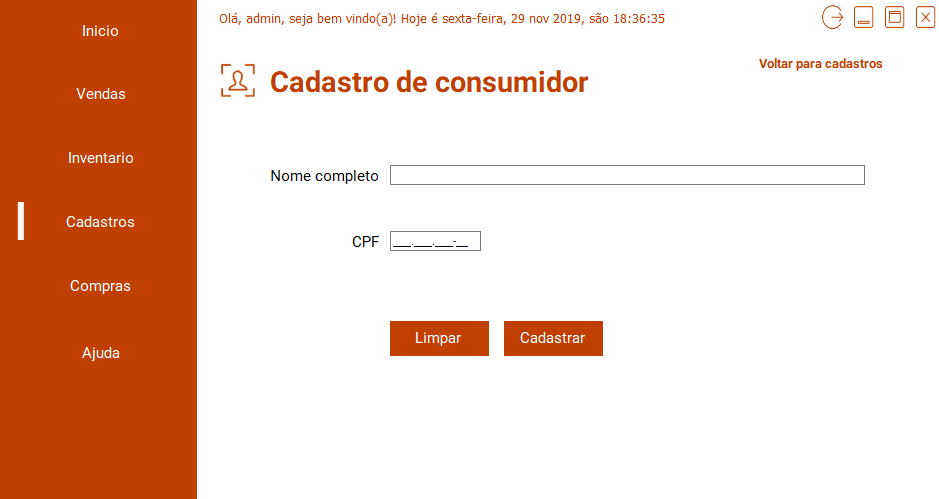 Olá, admin, seja bem vindo(a)! Hoje é sexta-feira, 29 nov 2019, são 18:36:35
Inicio
Vendas
Inventario
Cadastros
Compras
Ajuda
Voltar para cadastros
Cadastro de consumidor
Nome completo
CPF ___.___.___-__
Limpar Cadastrar